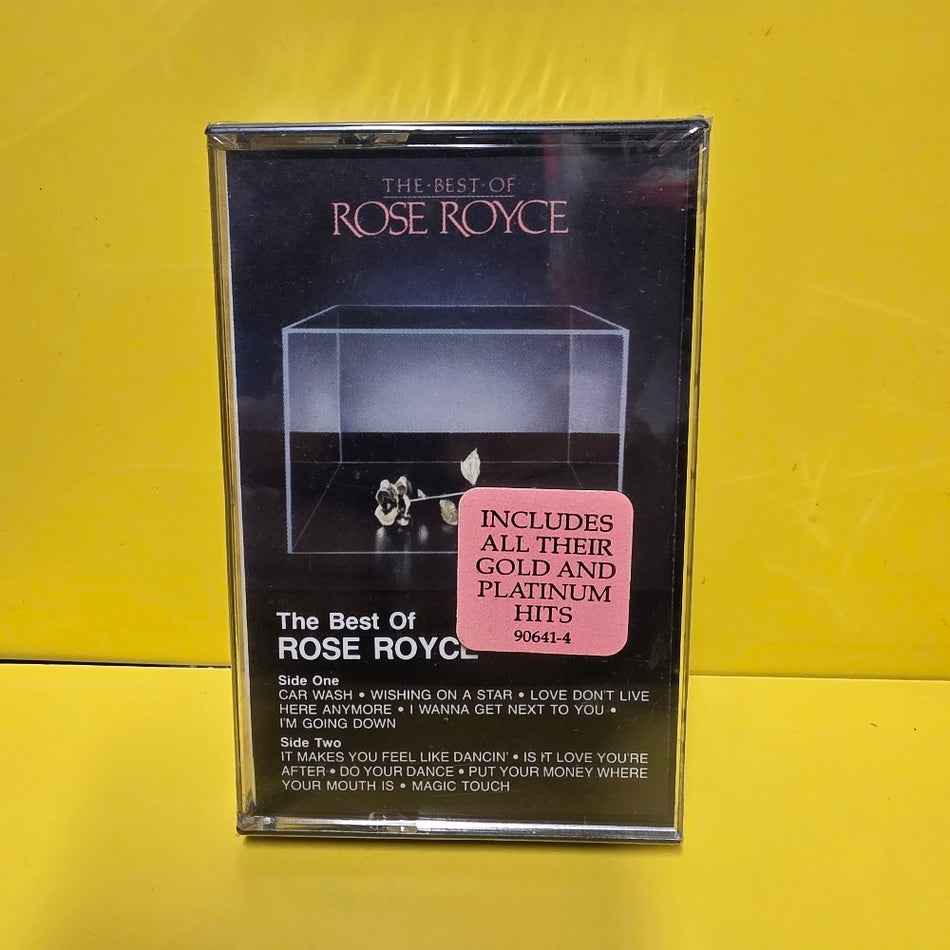 THE·BEST·OF
ROSE ROYCE
INCLUDES
ALL THEIR
GOLD AND
PLATINUM
HITS
90641-4
The Best Of
ROSE ROYCE
Side One
CAR WASH • WISHING ON A STAR • LOVE DON'T LIVE
HERE ANYMORE • I WANNA GET NEXT TO YOU •
I'M GOING DOWN
Side Two
IT MAKES YOU FEEL LIKE DANCIN' • IS IT LOVE YOU'RE
AFTER • DO YOUR DANCE • PUT YOUR MONEY WHERE
YOUR MOUTH IS • MAGIC TOUCH